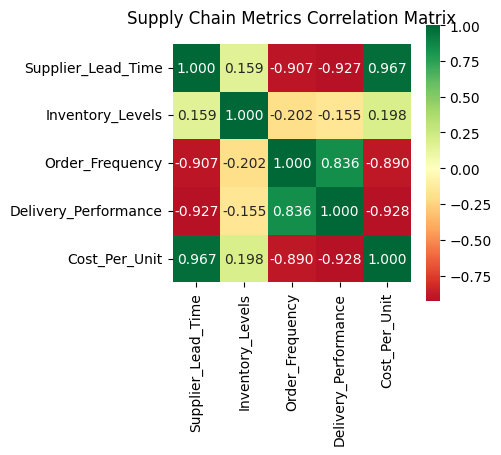 Supply Chain Metrics Correlation Matrix
Supplier_Lead_Time 1.000 0.159 -0.907 -0.927 0.967
Inventory_Levels 0.159 1.000 -0.202 -0.155 0.198
Order_Frequency -0.907 -0.202 1.000 0.836 -0.890
Delivery_Performance -0.927 -0.155 0.836 1.000 -0.928
Cost_Per_Unit 0.967 0.198 -0.890 -0.928 1.000
Supplier_Lead_Time
Inventory_Levels
Order_Frequency
Delivery_Performance
Cost_Per_Unit
1.00
0.75
0.50
0.25
0.00
−0.25
−0.50
−0.75